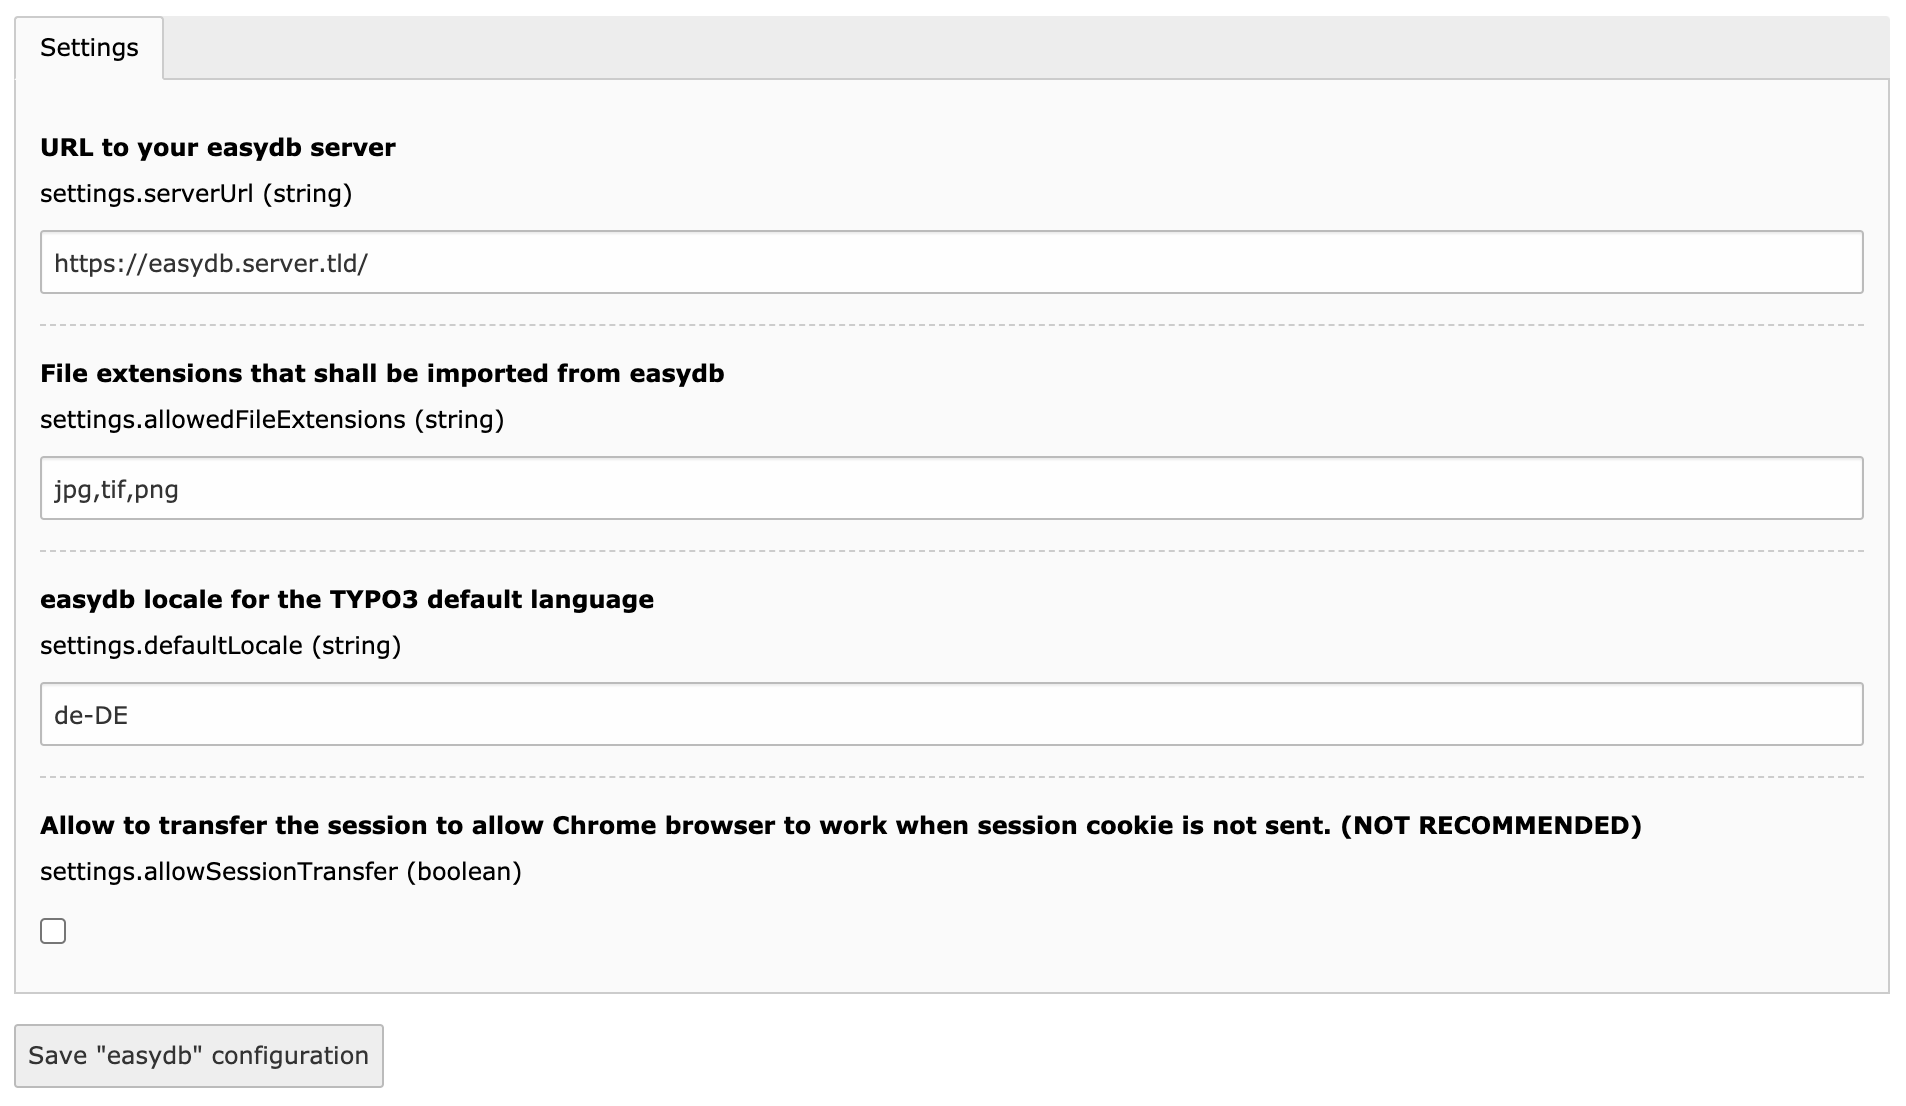 Settings
URL to your easydb server
settings.serverUrl (string)
https://easydb.server.tld/
File extensions that shall be imported from easydb
settings.allowedFileExtensions (string)
jpg,tif,png
easydb locale for the TYPO3 default language
settings.defaultLocale (string)
de-DE
Allow to transfer the session to allow Chrome browser to work when session cookie is not sent. (NOT RECOMMENDED)
settings.allowSessionTransfer (boolean)
Save "easydb" configuration